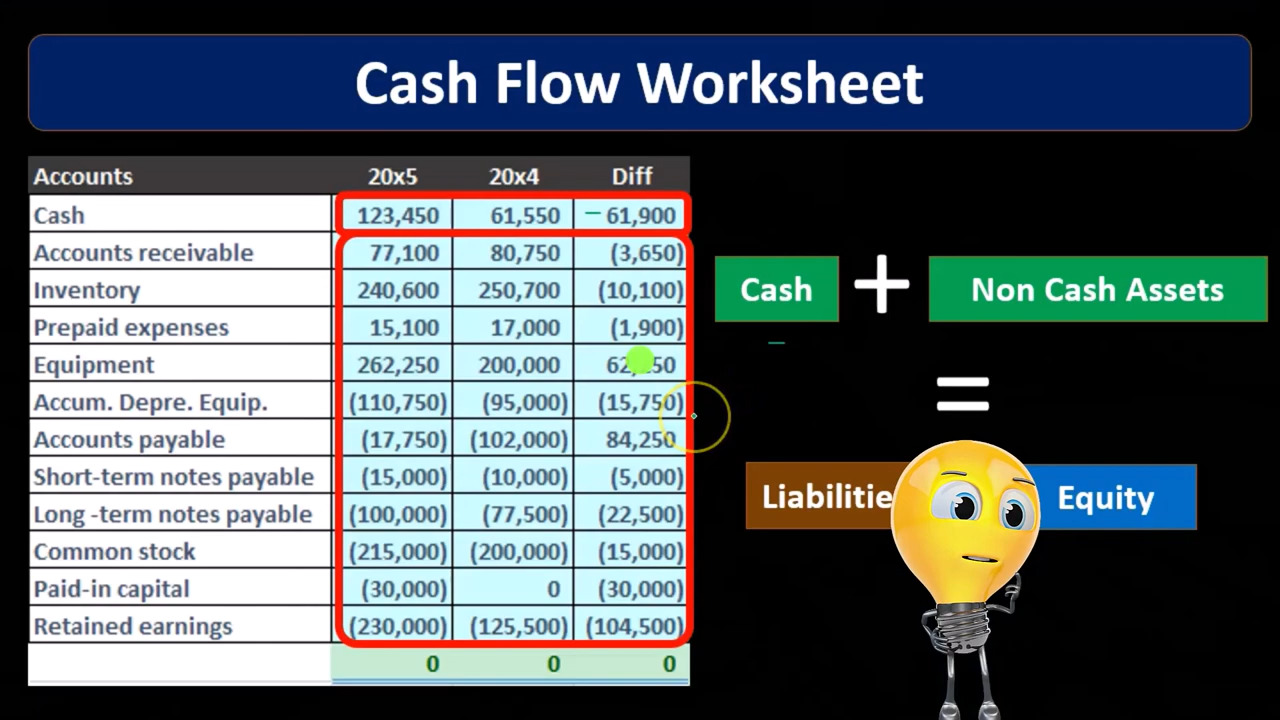 Cash Flow Worksheet
Accounts 20x5 20x4 Diff
Cash 123,450 61,550 61,900
Accounts receivable 77,100 80,750 (3,650)
Inventory 240,600 250,700 (10,100)
Prepaid expenses 15,100 17,000 (1,900)
Equipment 262,250 200,000
Accum. Depre. Equip. (110,750) (95,000) (15,750)
Accounts payable (17,750) (102,000) 84,250
Short-term notes payable (15,000) (10,000) (5,000)
Long -term notes payable (100,000) (77,500) (22,500)
Common stock (215,000) (200,000) (15,000)
Paid-in capital (30,000) 0 (30,000)
Retained earnings (230,000) (125,500) (104,500)
0 0 0
Cash + Non Cash Assets
=
Liabilitie Equity